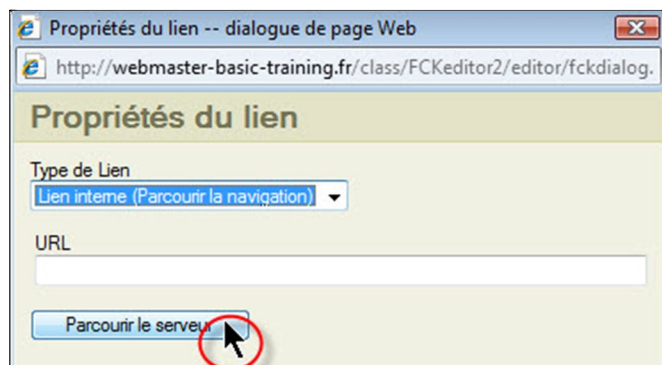 Propriétés du lien -- dialogue de page Web
http://webmaster-basic-training.fr/class/FCKeditor2/editor/fckdialog.
Propriétés du lien
Type de Lien
Lien interne (Parcourir la navigation)
URL
Parcourir le serveur